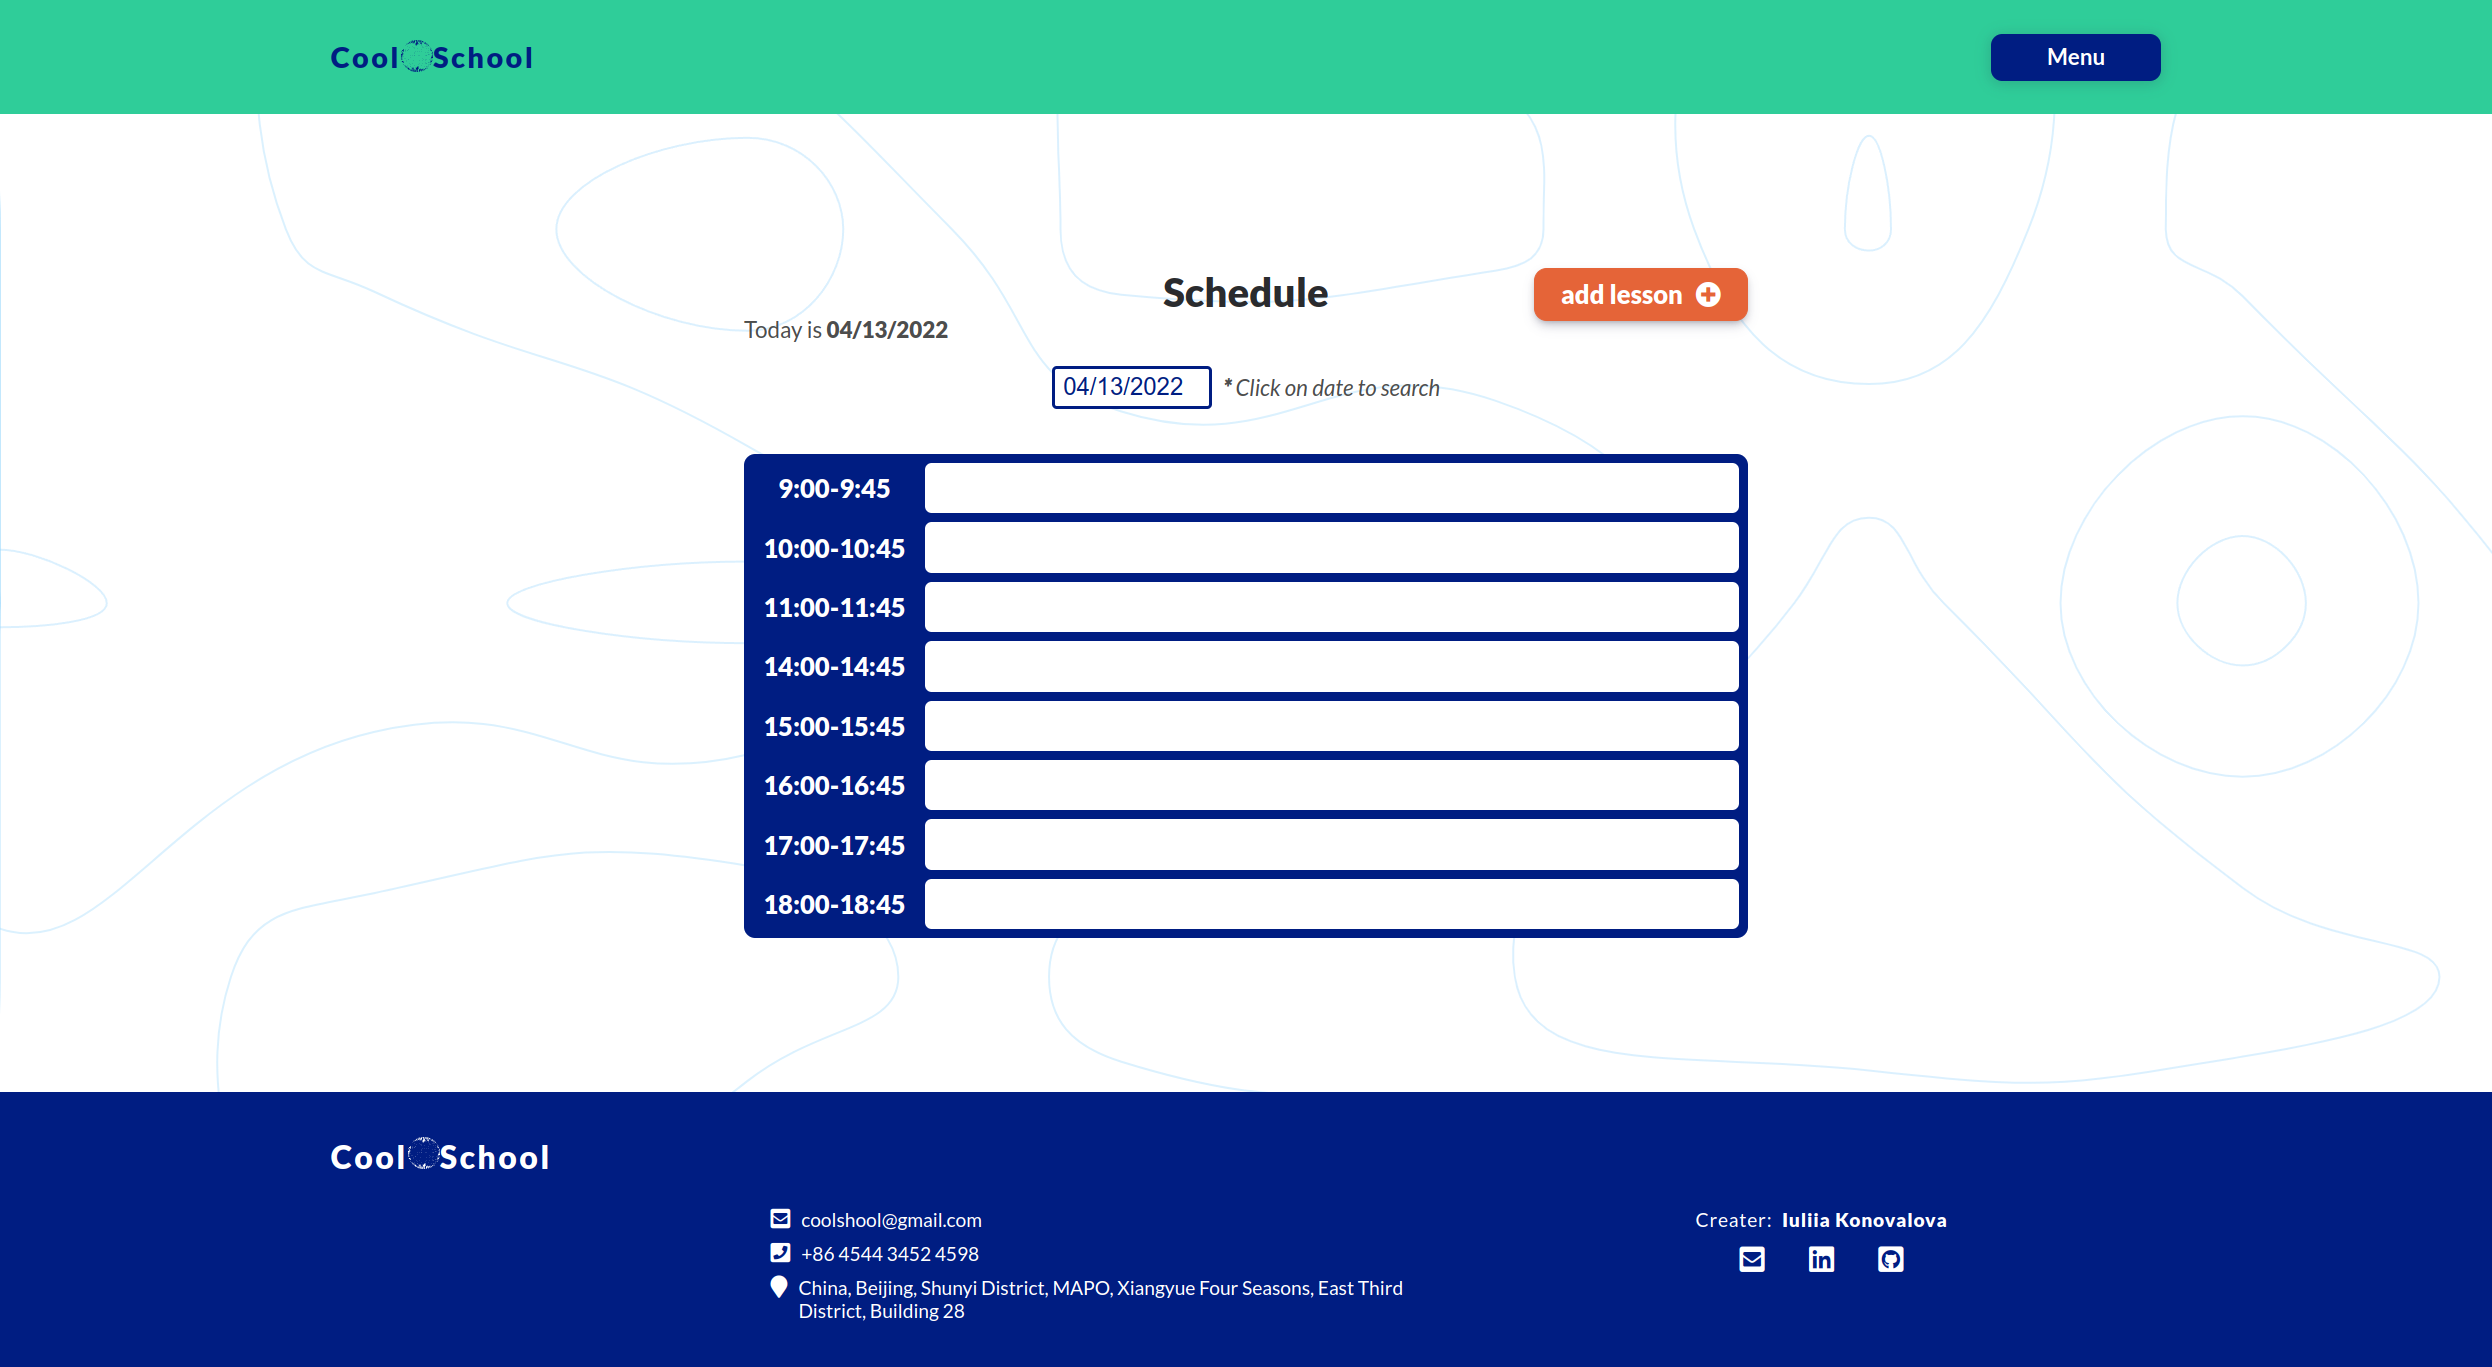 Cool School
Menu
Schedule
add lesson
Today is 04/13/2022
04/13/2022
* Click on date to search
9:00-9:45
10:00-10:45
11:00-11:45
14:00-14:45
15:00-15:45
16:00-16:45
17:00-17:45
18:00-18:45
Cool School
coolshool@gmail.com
+86 4544 3452 4598
China, Beijing, Shunyi District, MAPO, Xiangyue Four Seasons, East Third
District, Building 28
Creater: Iuliia Konovalova